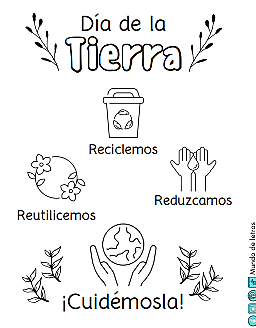 Día de la
Tierra
Reciclemos
Reduzcamos
Reutilicemos
¡Cuidémosla!
Mundo de letras